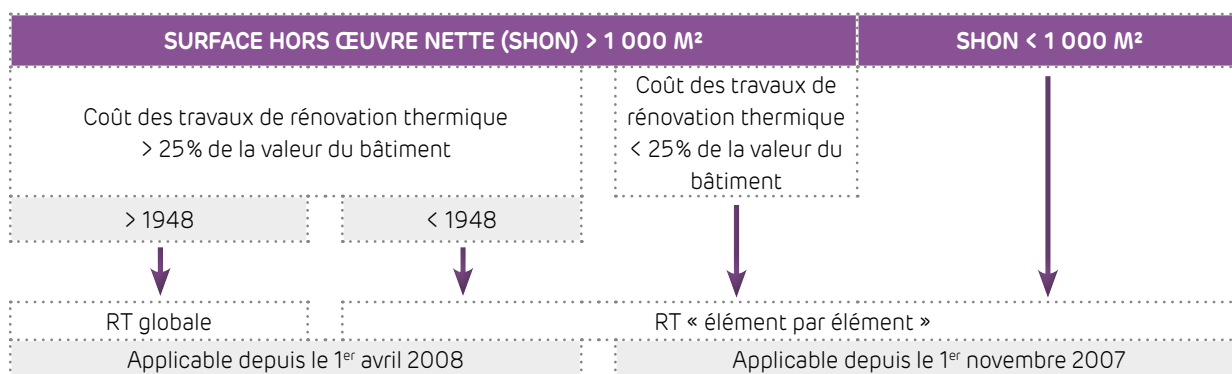 SURFACE HORS ŒUVRE NETTE (SHON) > 1 000 M²
SHON < 1 000 M²
Coût des travaux de rénovation thermique
> 25% de la valeur du bâtiment
Coût des travaux de
rénovation thermique
< 25% de la valeur du
bâtiment
> 1948
< 1948
RT globale
RT « élément par élément »
Applicable depuis le 1er avril 2008
Applicable depuis le 1er novembre 2007